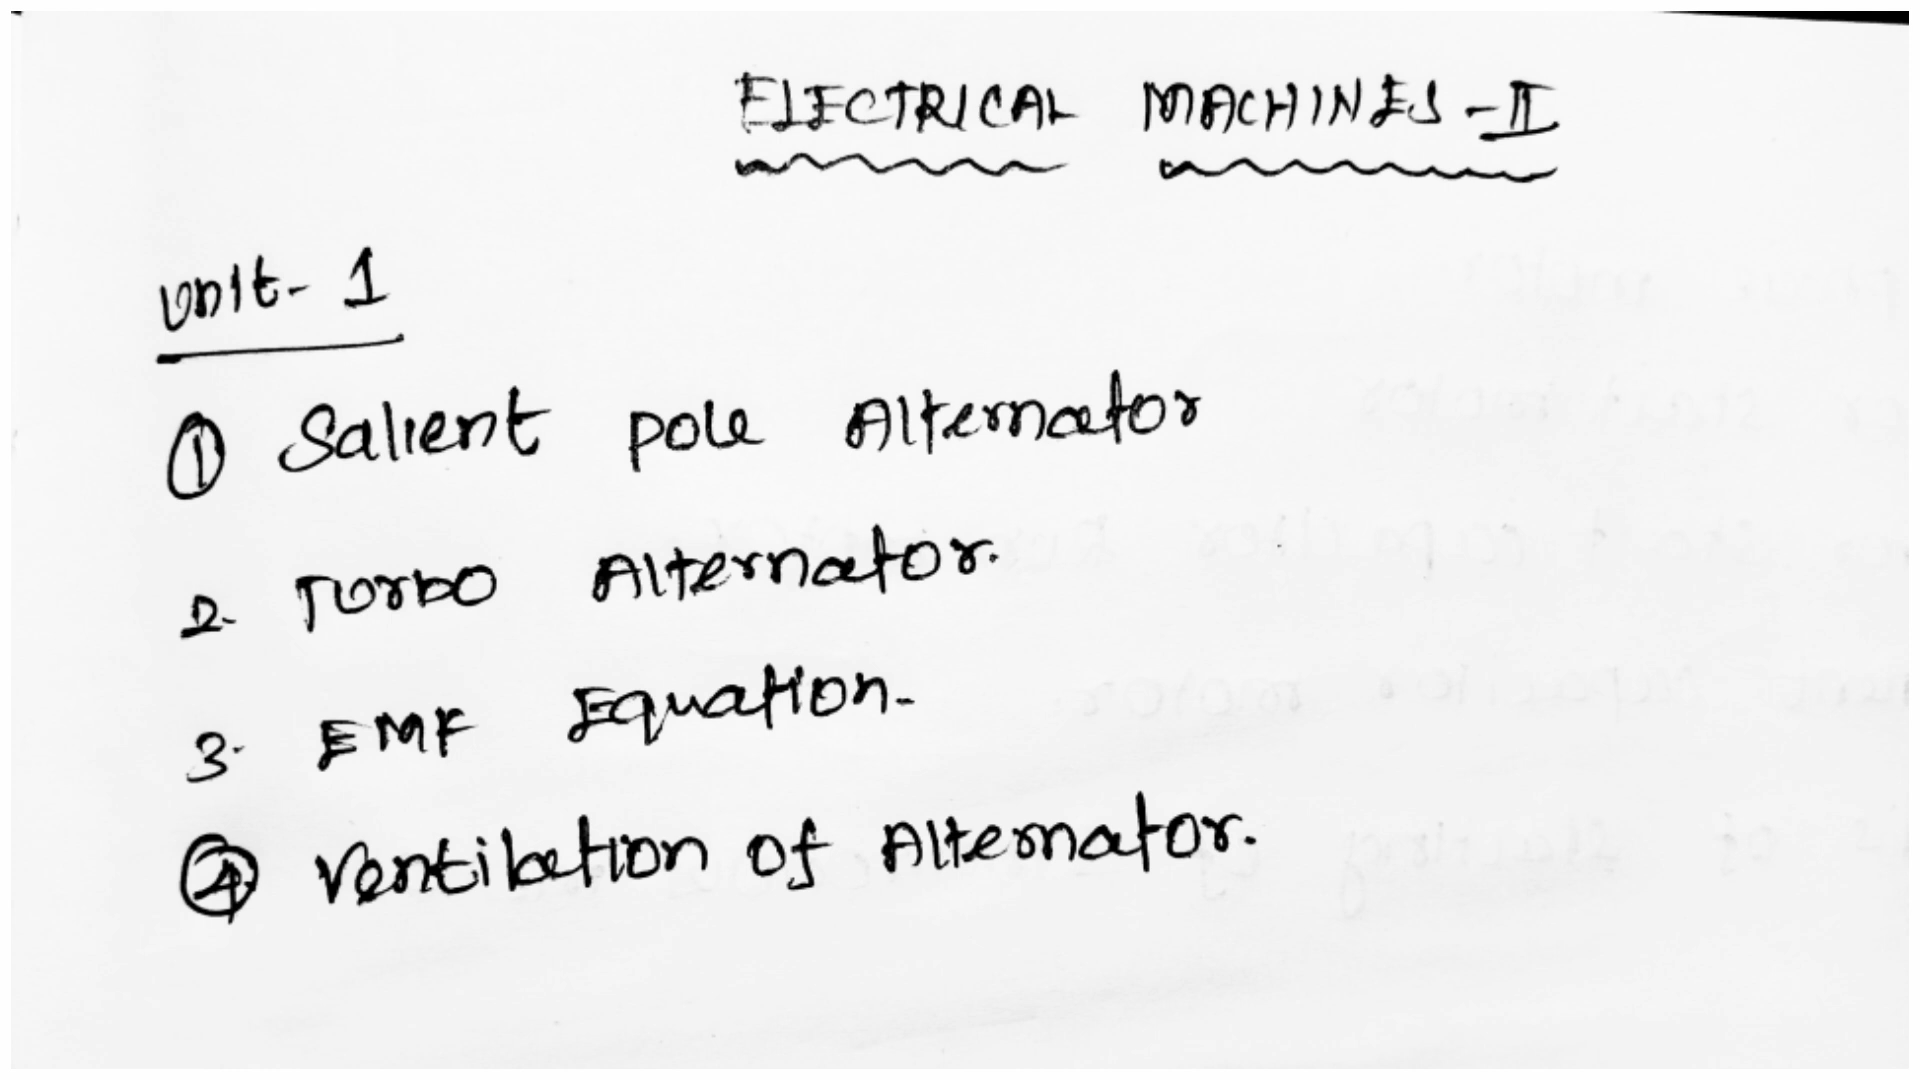 ELECTRICAL MACHINES - II
Unit - 1
① Salient pole Alternator
2. Turbo Alternator.
3. EMF Equation.
④ Ventilation of Alternator.